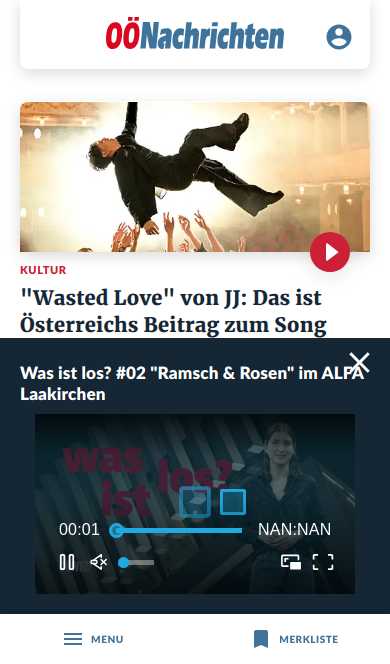 OÖNachrichten
KULTUR
"Wasted Love" von JJ: Das ist
Österreichs Beitrag zum Song
Was ist los? #02 "Ramsch & Rosen" im ALFA
Laakirchen
was
ist los?
00:01
NAN:NAN
MENU
MERKLISTE